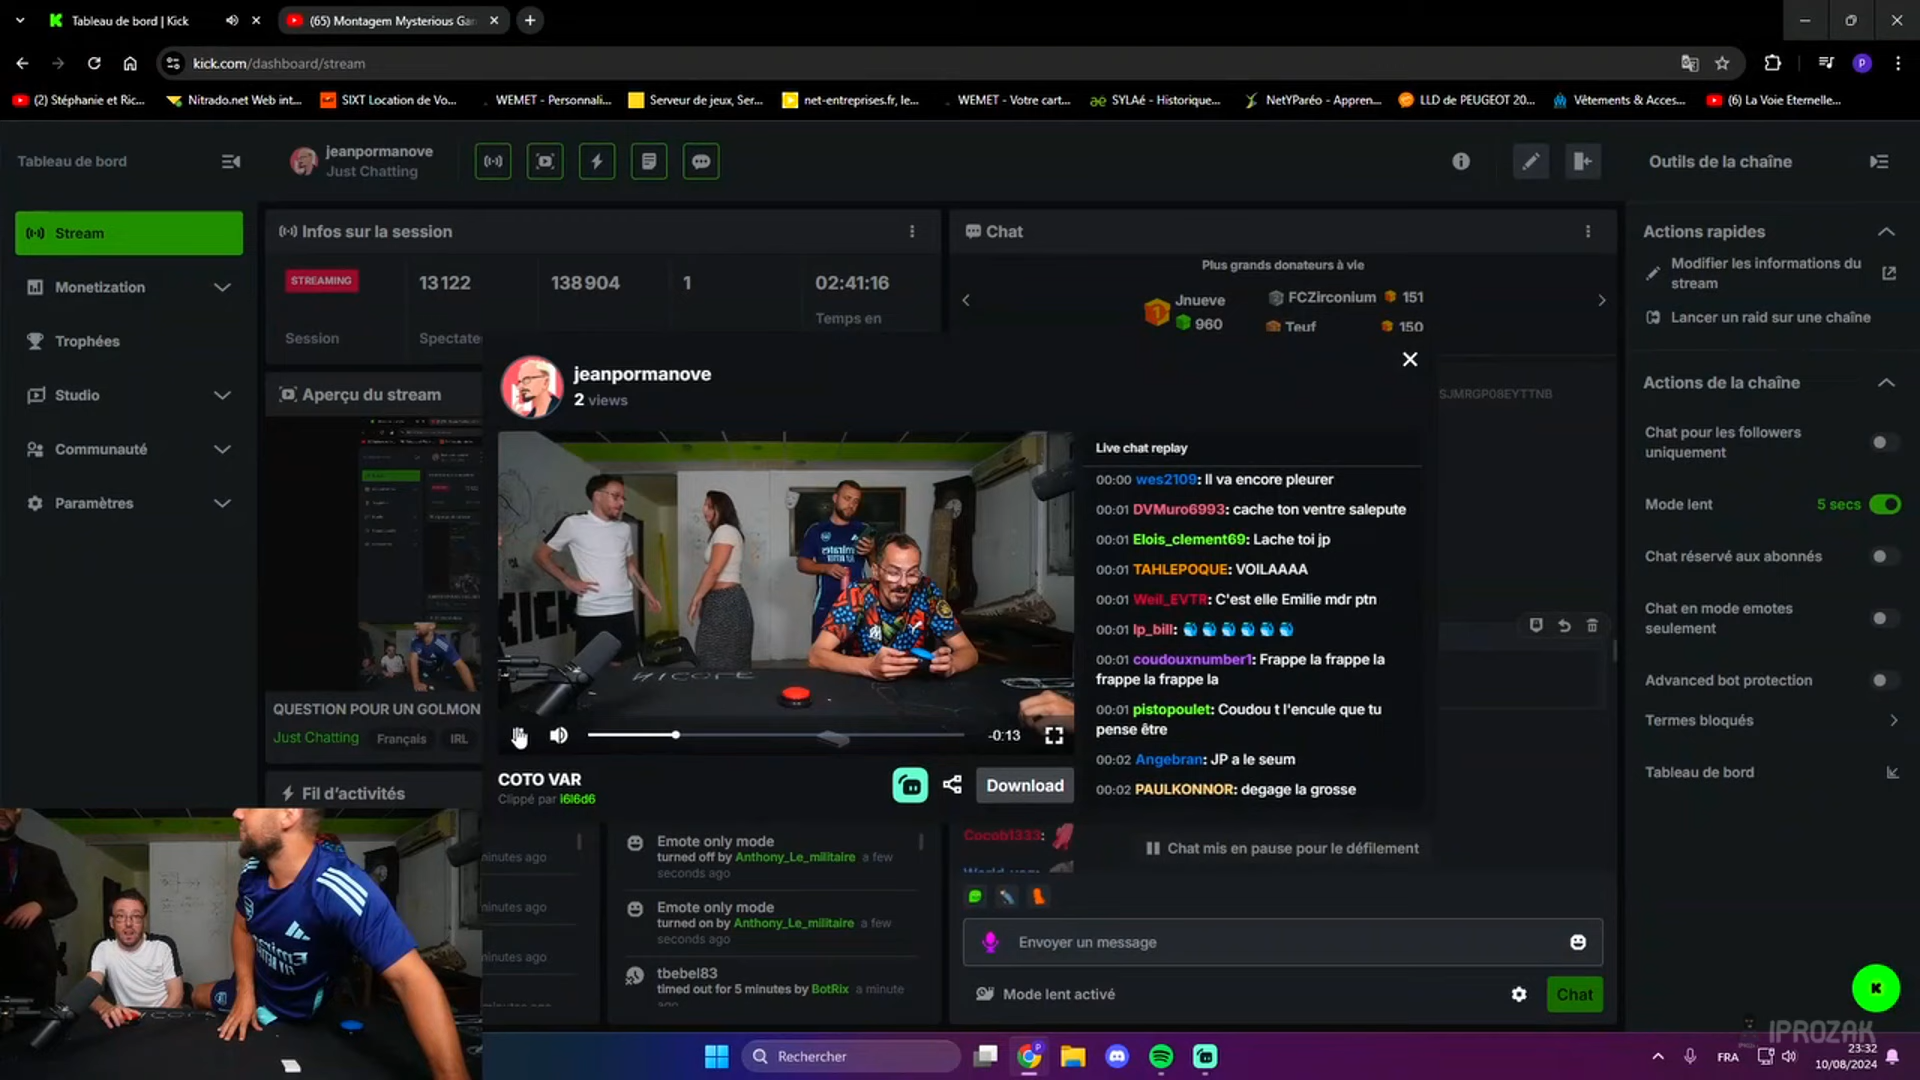 Tableau de bord | Kick
(65) Montagem Mysterious Gan
kick.com/dashboard/stream
(2) Stéphanie et Ric...
Nitrado.net Web int...
SIXT Location de Vo...
WEMET - Personnali...
Serveur de jeux, Ser...
net-entreprises.fr, le...
WEMET - Votre cart...
SYLAé - Historique...
NetYParéo - Appren...
LLD de PEUGEOT 20...
Vêtements & Acces...
(6) La Voie Eternelle...
Tableau de bord
jeanpormanove
Just Chatting
Outils de la chaîne
Stream
Monetization
Trophées
Studio
Communauté
Paramètres
Infos sur la session
STREAMING
13 122
138 904
1
02:41:16
Session
Spectate
Temps en
Aperçu du stream
QUESTION POUR UN GOLMON
Just Chatting
Français
IRL
Fil d'activités
Chat
Plus grands donateurs à vie
1
Jnueve
960
FCZirconium
151
Teuf
150
SJMRGP08EYTTNB
jeanpormanove
2 views
KICK
NICOLE
-0:13
COTO VAR
Clippé par i6l6d6
Download
Live chat replay
00:00 wes2109: Il va encore pleurer
00:01 DVMuro6993: cache ton ventre salepute
00:01 Elois_clement69: Lache toi jp
00:01 TAHLEPOQUE: VOILAAAA
00:01 Weil_EVTR: C'est elle Emilie mdr ptn
00:01 lp_bill:
00:01 coudouxnumber1: Frappe la frappe la
frappe la frappe la
00:01 pistopoulet: Coudou t l'encule que tu
pense être
00:02 Angebran: JP a le seum
00:02 PAULKONNOR: degage la grosse
minutes ago
minutes ago
minutes ago
minutes ago
Emote only mode
turned off by Anthony_Le_militaire a few
seconds ago
Emote only mode
turned on by Anthony_Le_militaire a few
seconds ago
tbebel83
timed out for 5 minutes by BotRix a minute
ago
Cocob1333:
Chat mis en pause pour le défilement
Envoyer un message
Mode lent activé
Chat
Actions rapides
Modifier les informations du
stream
Lancer un raid sur une chaîne
Actions de la chaîne
Chat pour les followers
uniquement
Mode lent
5 secs
Chat réservé aux abonnés
Chat en mode emotes
seulement
Advanced bot protection
Termes bloqués
Tableau de bord
IPROZAK
Rechercher
FRA
23:32
10/08/2024